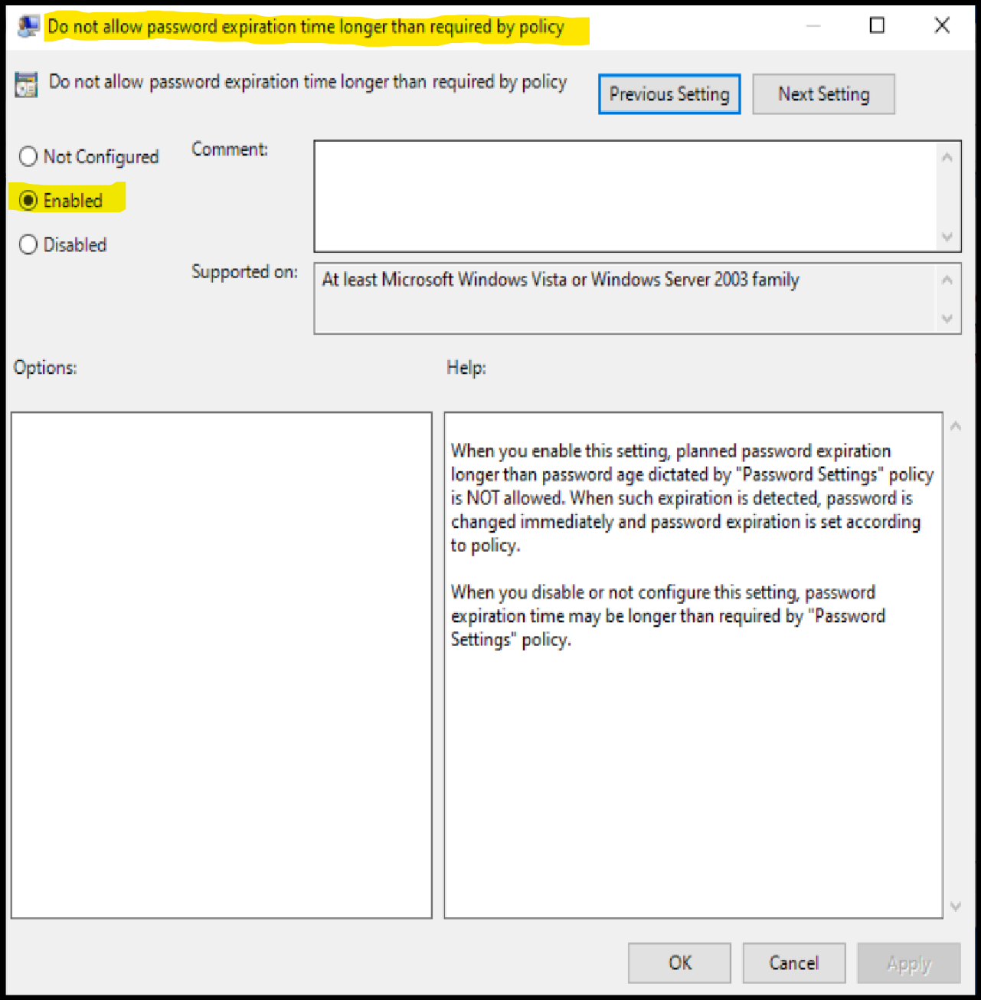 Do not allow password expiration time longer than required by policy
Do not allow password expiration time longer than required by policy
Previous Setting
Next Setting
Not Configured
Comment:
Enabled
Disabled
Supported on:
At least Microsoft Windows Vista or Windows Server 2003 family
Options:
Help:
When you enable this setting, planned password expiration
longer than password age dictated by "Password Settings" policy
is NOT allowed. When such expiration is detected, password is
changed immediately and password expiration is set according
to policy.
When you disable or not configure this setting, password
expiration time may be longer than required by "Password
Settings" policy.
OK
Cancel
Apply